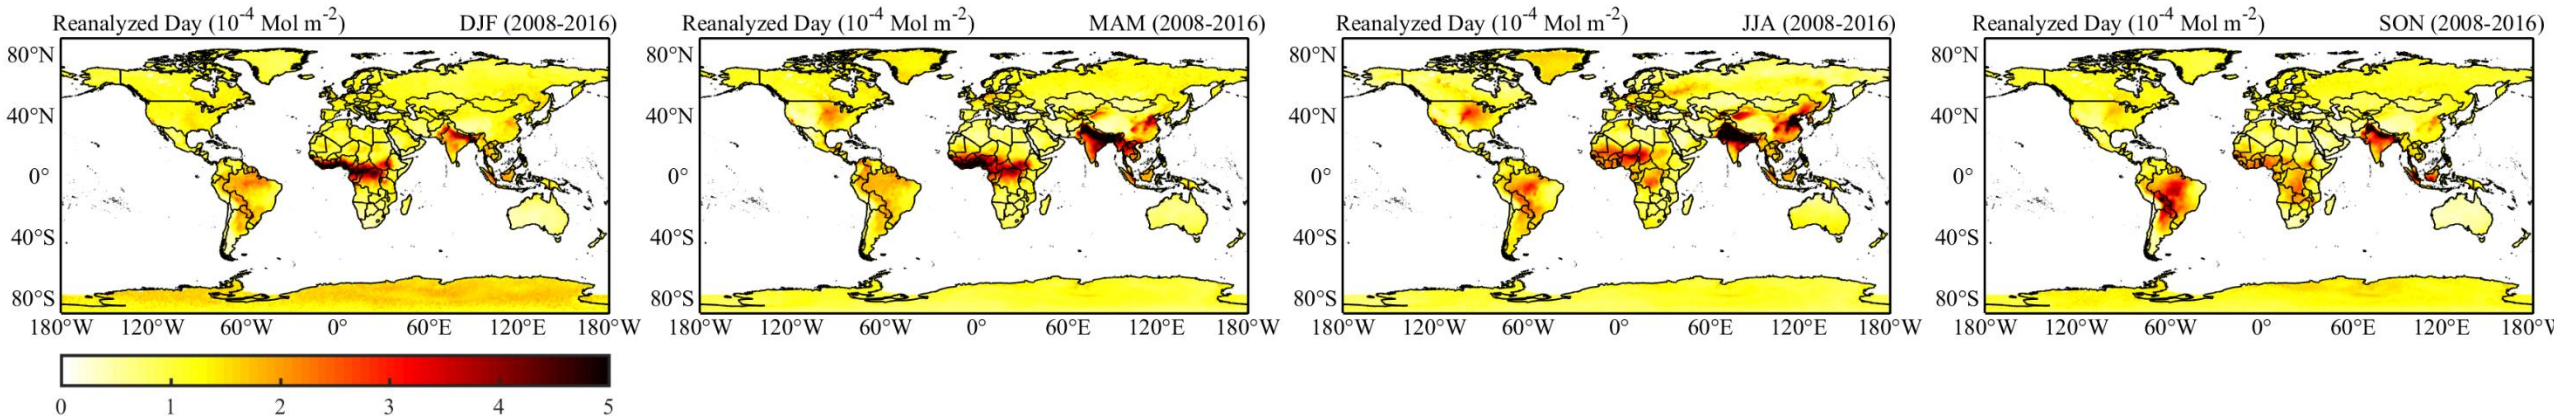 Reanalyzed Day (10⁻⁴ Mol m⁻²) DJF (2008-2016)
80°N
40°N
0°
40°S
80°S
180°W 120°W 60°W 0° 60°E 120°E 180°W
0 1 2 3 4 5
Reanalyzed Day (10⁻⁴ Mol m⁻²) MAM (2008-2016)
80°N
40°N
0°
40°S
80°S
180°W 120°W 60°W 0° 60°E 120°E 180°W
Reanalyzed Day (10⁻⁴ Mol m⁻²) JJA (2008-2016)
80°N
40°N
0°
40°S
80°S
180°W 120°W 60°W 0° 60°E 120°E 180°W
Reanalyzed Day (10⁻⁴ Mol m⁻²) SON (2008-2016)
80°N
40°N
0°
40°S
80°S
180°W 120°W 60°W 0° 60°E 120°E 180°W